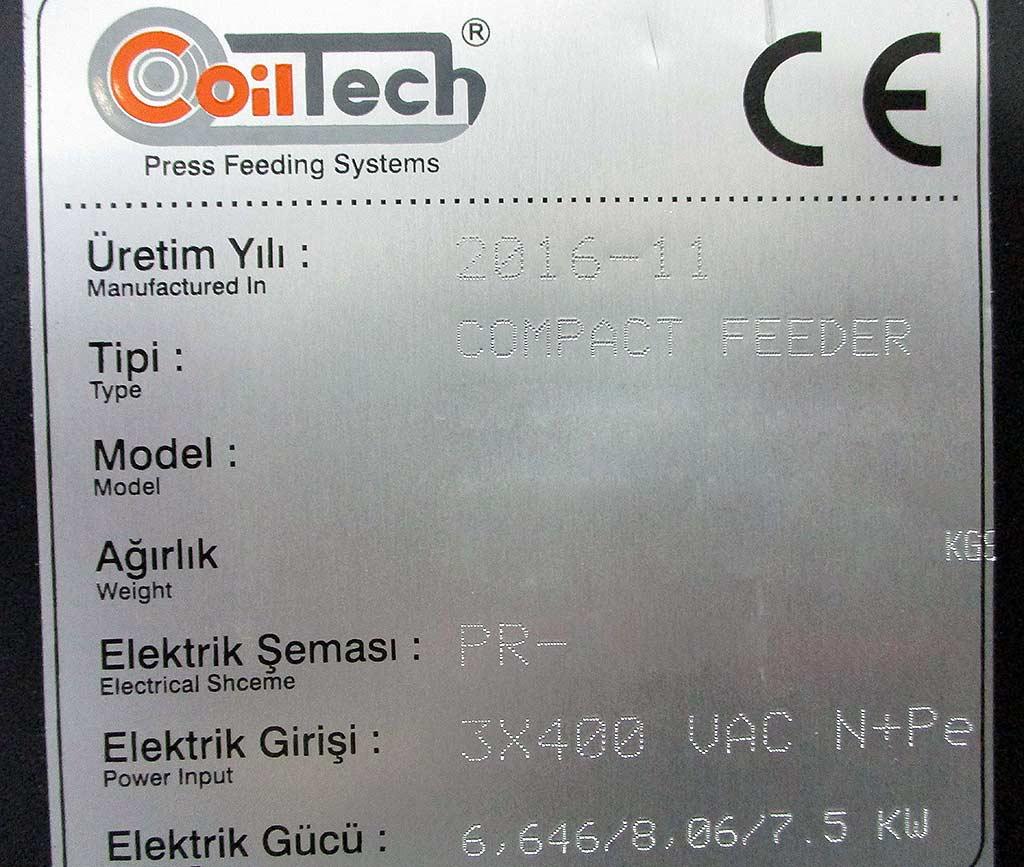 CoilTech ®
Press Feeding Systems
CE
Üretim Yılı : 2016-11
Manufactured In
Tipi : COMPACT FEEDER
Type
Model :
Model
Ağırlık KGS
Weight
Elektrik Şeması : PR-
Electrical Shceme
Elektrik Girişi : 3X400 VAC N+Pe
Power Input
Elektrik Gücü : 6,646/8,06/7.5 KW